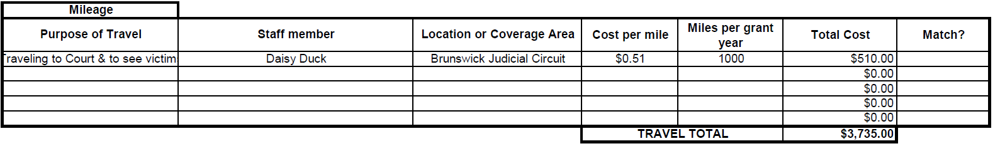 Mileage
Purpose of Travel Staff member Location or Coverage Area Cost per mile Miles per grant year Total Cost Match?
Traveling to Court & to see victim Daisy Duck Brunswick Judicial Circuit $0.51 1000 $510.00
$0.00
$0.00
$0.00
$0.00
TRAVEL TOTAL $3,735.00